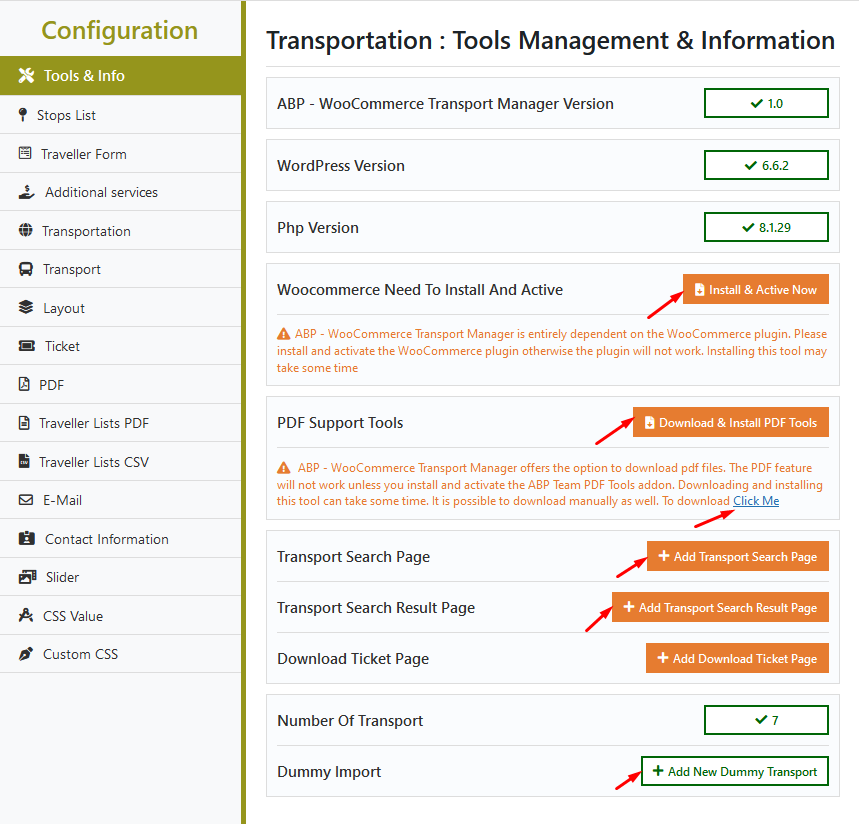 Configuration
Tools & Info
Stops List
Traveller Form
Additional services
Transportation
Transport
Layout
Ticket
PDF
Traveller Lists PDF
Traveller Lists CSV
E-Mail
Contact Information
Slider
CSS Value
Custom CSS
Transportation : Tools Management & Information
ABP - WooCommerce Transport Manager Version
1.0
WordPress Version
6.6.2
Php Version
8.1.29
Woocommerce Need To Install And Active
Install & Active Now
ABP - WooCommerce Transport Manager is entirely dependent on the WooCommerce plugin. Please
install and activate the WooCommerce plugin otherwise the plugin will not work. Installing this tool may
take some time
PDF Support Tools
Download & Install PDF Tools
ABP - WooCommerce Transport Manager offers the option to download pdf files. The PDF feature
will not work unless you install and activate the ABP Team PDF Tools addon. Downloading and installing
this tool can take some time. It is possible to download manually as well. To download Click Me
Transport Search Page
Add Transport Search Page
Transport Search Result Page
Add Transport Search Result Page
Download Ticket Page
Add Download Ticket Page
Number Of Transport
7
Dummy Import
Add New Dummy Transport